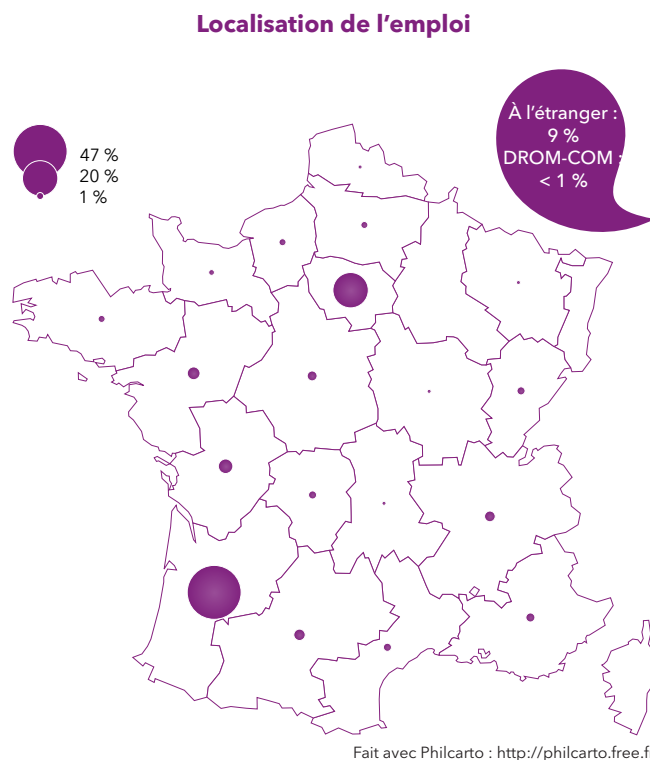 Localisation de l'emploi
47 %
20 %
1 %
À l'étranger :
9 %
DROM-COM :
< 1 %
Fait avec Philcarto : http://philcarto.free.f